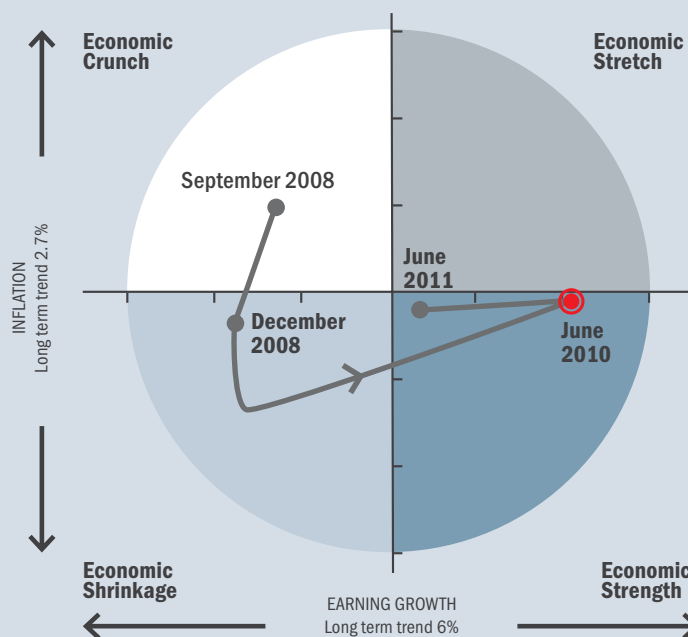 Economic
Crunch
Economic
Stretch
September 2008
June
2011
December
2008
June
2010
INFLATION
Long term trend 2.7%
Economic
Shrinkage
EARNING GROWTH
Long term trend 6%
Economic
Strength